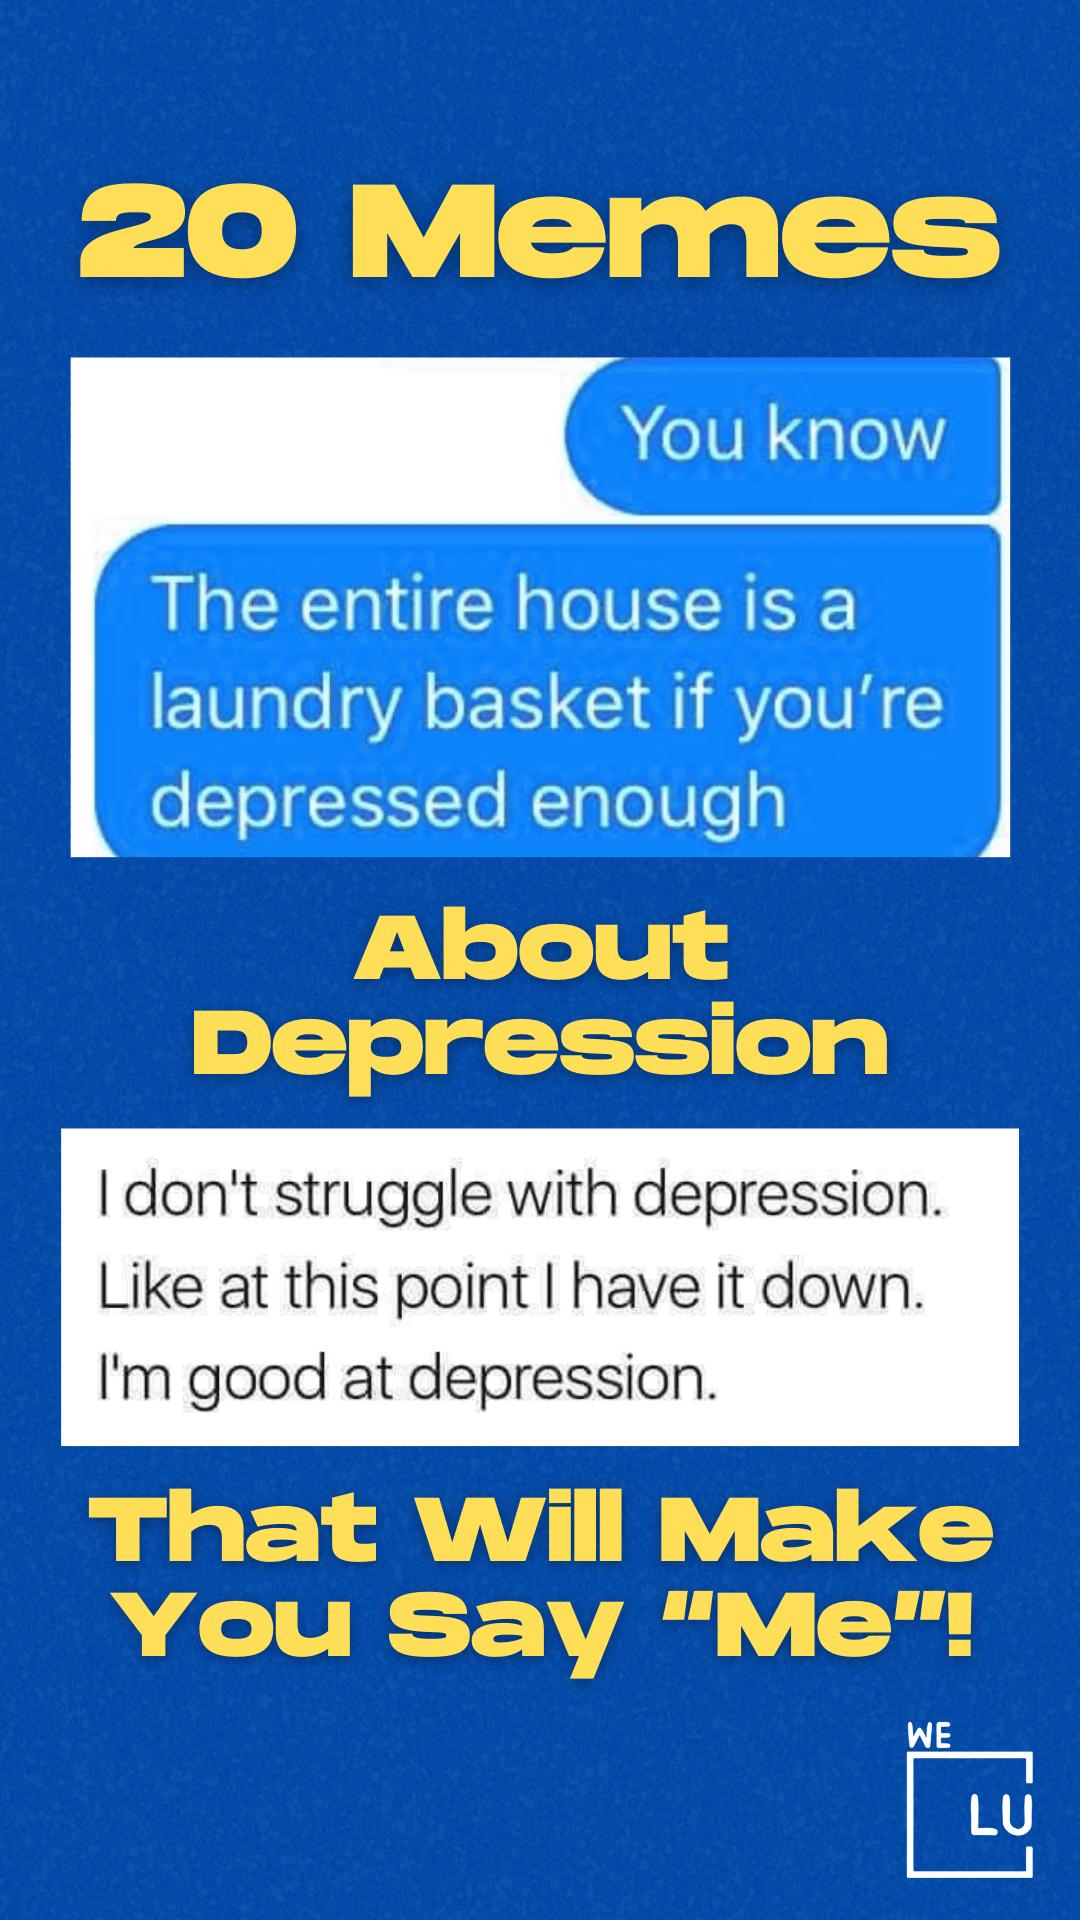 20 Memes
You know
The entire house is a
laundry basket if you’re
depressed enough
About
Depression
I don't struggle with depression.
Like at this point I have it down.
I'm good at depression.
That Will Make
You Say "Me"!
WE
LU